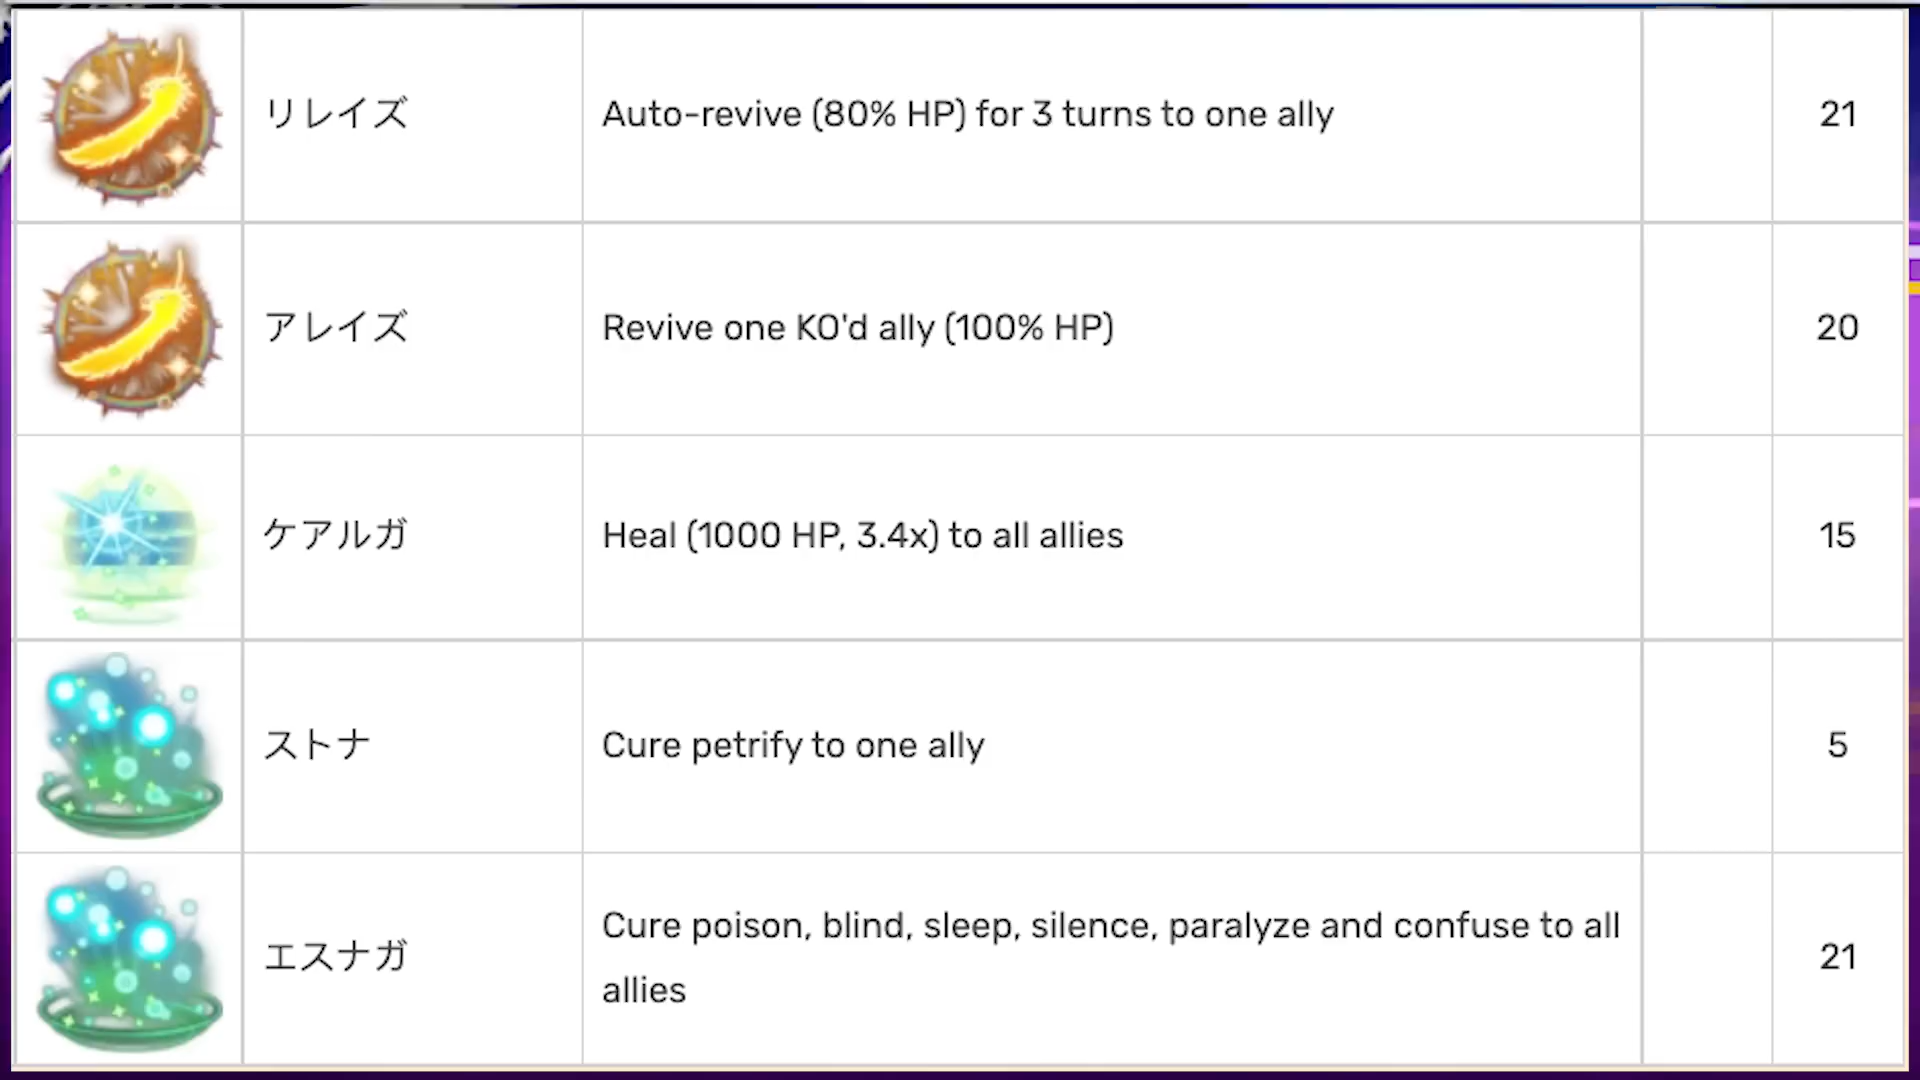 リレイズ
Auto-revive (80% HP) for 3 turns to one ally
21
アレイズ
Revive one KO'd ally (100% HP)
20
ケアルガ
Heal (1000 HP, 3.4x) to all allies
15
ストナ
Cure petrify to one ally
5
エスナガ
Cure poison, blind, sleep, silence, paralyze and confuse to all
allies
21